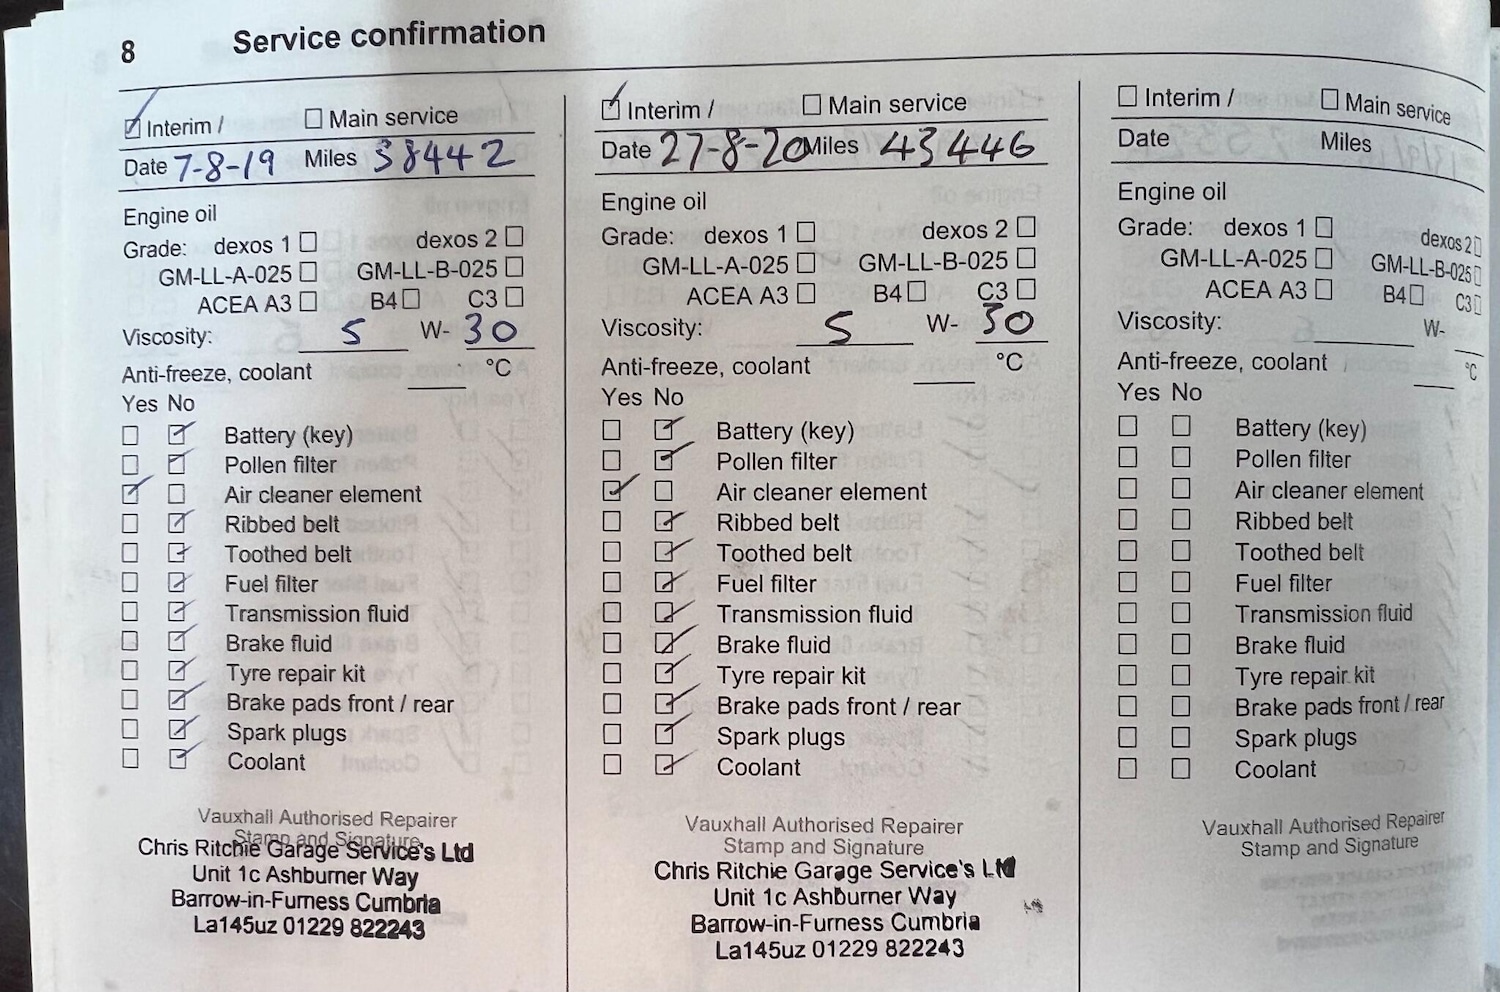 8 Service confirmation
Interim / Main service
Date 7-8-19 Miles 38442
Engine oil
Grade: dexos 1 dexos 2
GM-LL-A-025 GM-LL-B-025
ACEA A3 B4 C3
Viscosity: 5 W- 30
Anti-freeze, coolant °C
Yes No
Battery (key)
Pollen filter
Air cleaner element
Ribbed belt
Toothed belt
Fuel filter
Transmission fluid
Brake fluid
Tyre repair kit
Brake pads front / rear
Spark plugs
Coolant
Vauxhall Authorised Repairer
Stamp and Signature
Chris Ritchie Garage Service's Ltd
Unit 1c Ashburner Way
Barrow-in-Furness Cumbria
La145uz 01229 822243
Interim / Main service
Date 27-8-20 Miles 43446
Engine oil
Grade: dexos 1 dexos 2
GM-LL-A-025 GM-LL-B-025
ACEA A3 B4 C3
Viscosity: 5 W- 30
Anti-freeze, coolant °C
Yes No
Battery (key)
Pollen filter
Air cleaner element
Ribbed belt
Toothed belt
Fuel filter
Transmission fluid
Brake fluid
Tyre repair kit
Brake pads front / rear
Spark plugs
Coolant
Vauxhall Authorised Repairer
Stamp and Signature
Chris Ritchie Garage Service's Ltd
Unit 1c Ashburner Way
Barrow-in-Furness Cumbria
La145uz 01229 822243
Interim / Main service
Date Miles
Engine oil
Grade: dexos 1 dexos 2
GM-LL-A-025 GM-LL-B-025
ACEA A3 B4 C3
Viscosity: W-
Anti-freeze, coolant °C
Yes No
Battery (key)
Pollen filter
Air cleaner element
Ribbed belt
Toothed belt
Fuel filter
Transmission fluid
Brake fluid
Tyre repair kit
Brake pads front / rear
Spark plugs
Coolant
Vauxhall Authorised Repairer
Stamp and Signature